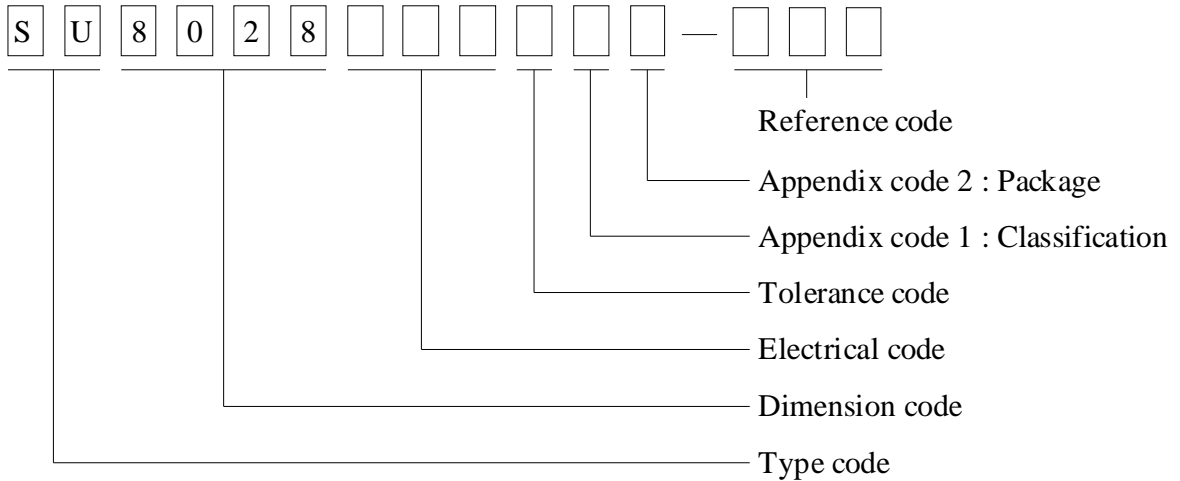 S U 8 0 2 8 —
Reference code
Appendix code 2 : Package
Appendix code 1 : Classification
Tolerance code
Electrical code
Dimension code
Type code